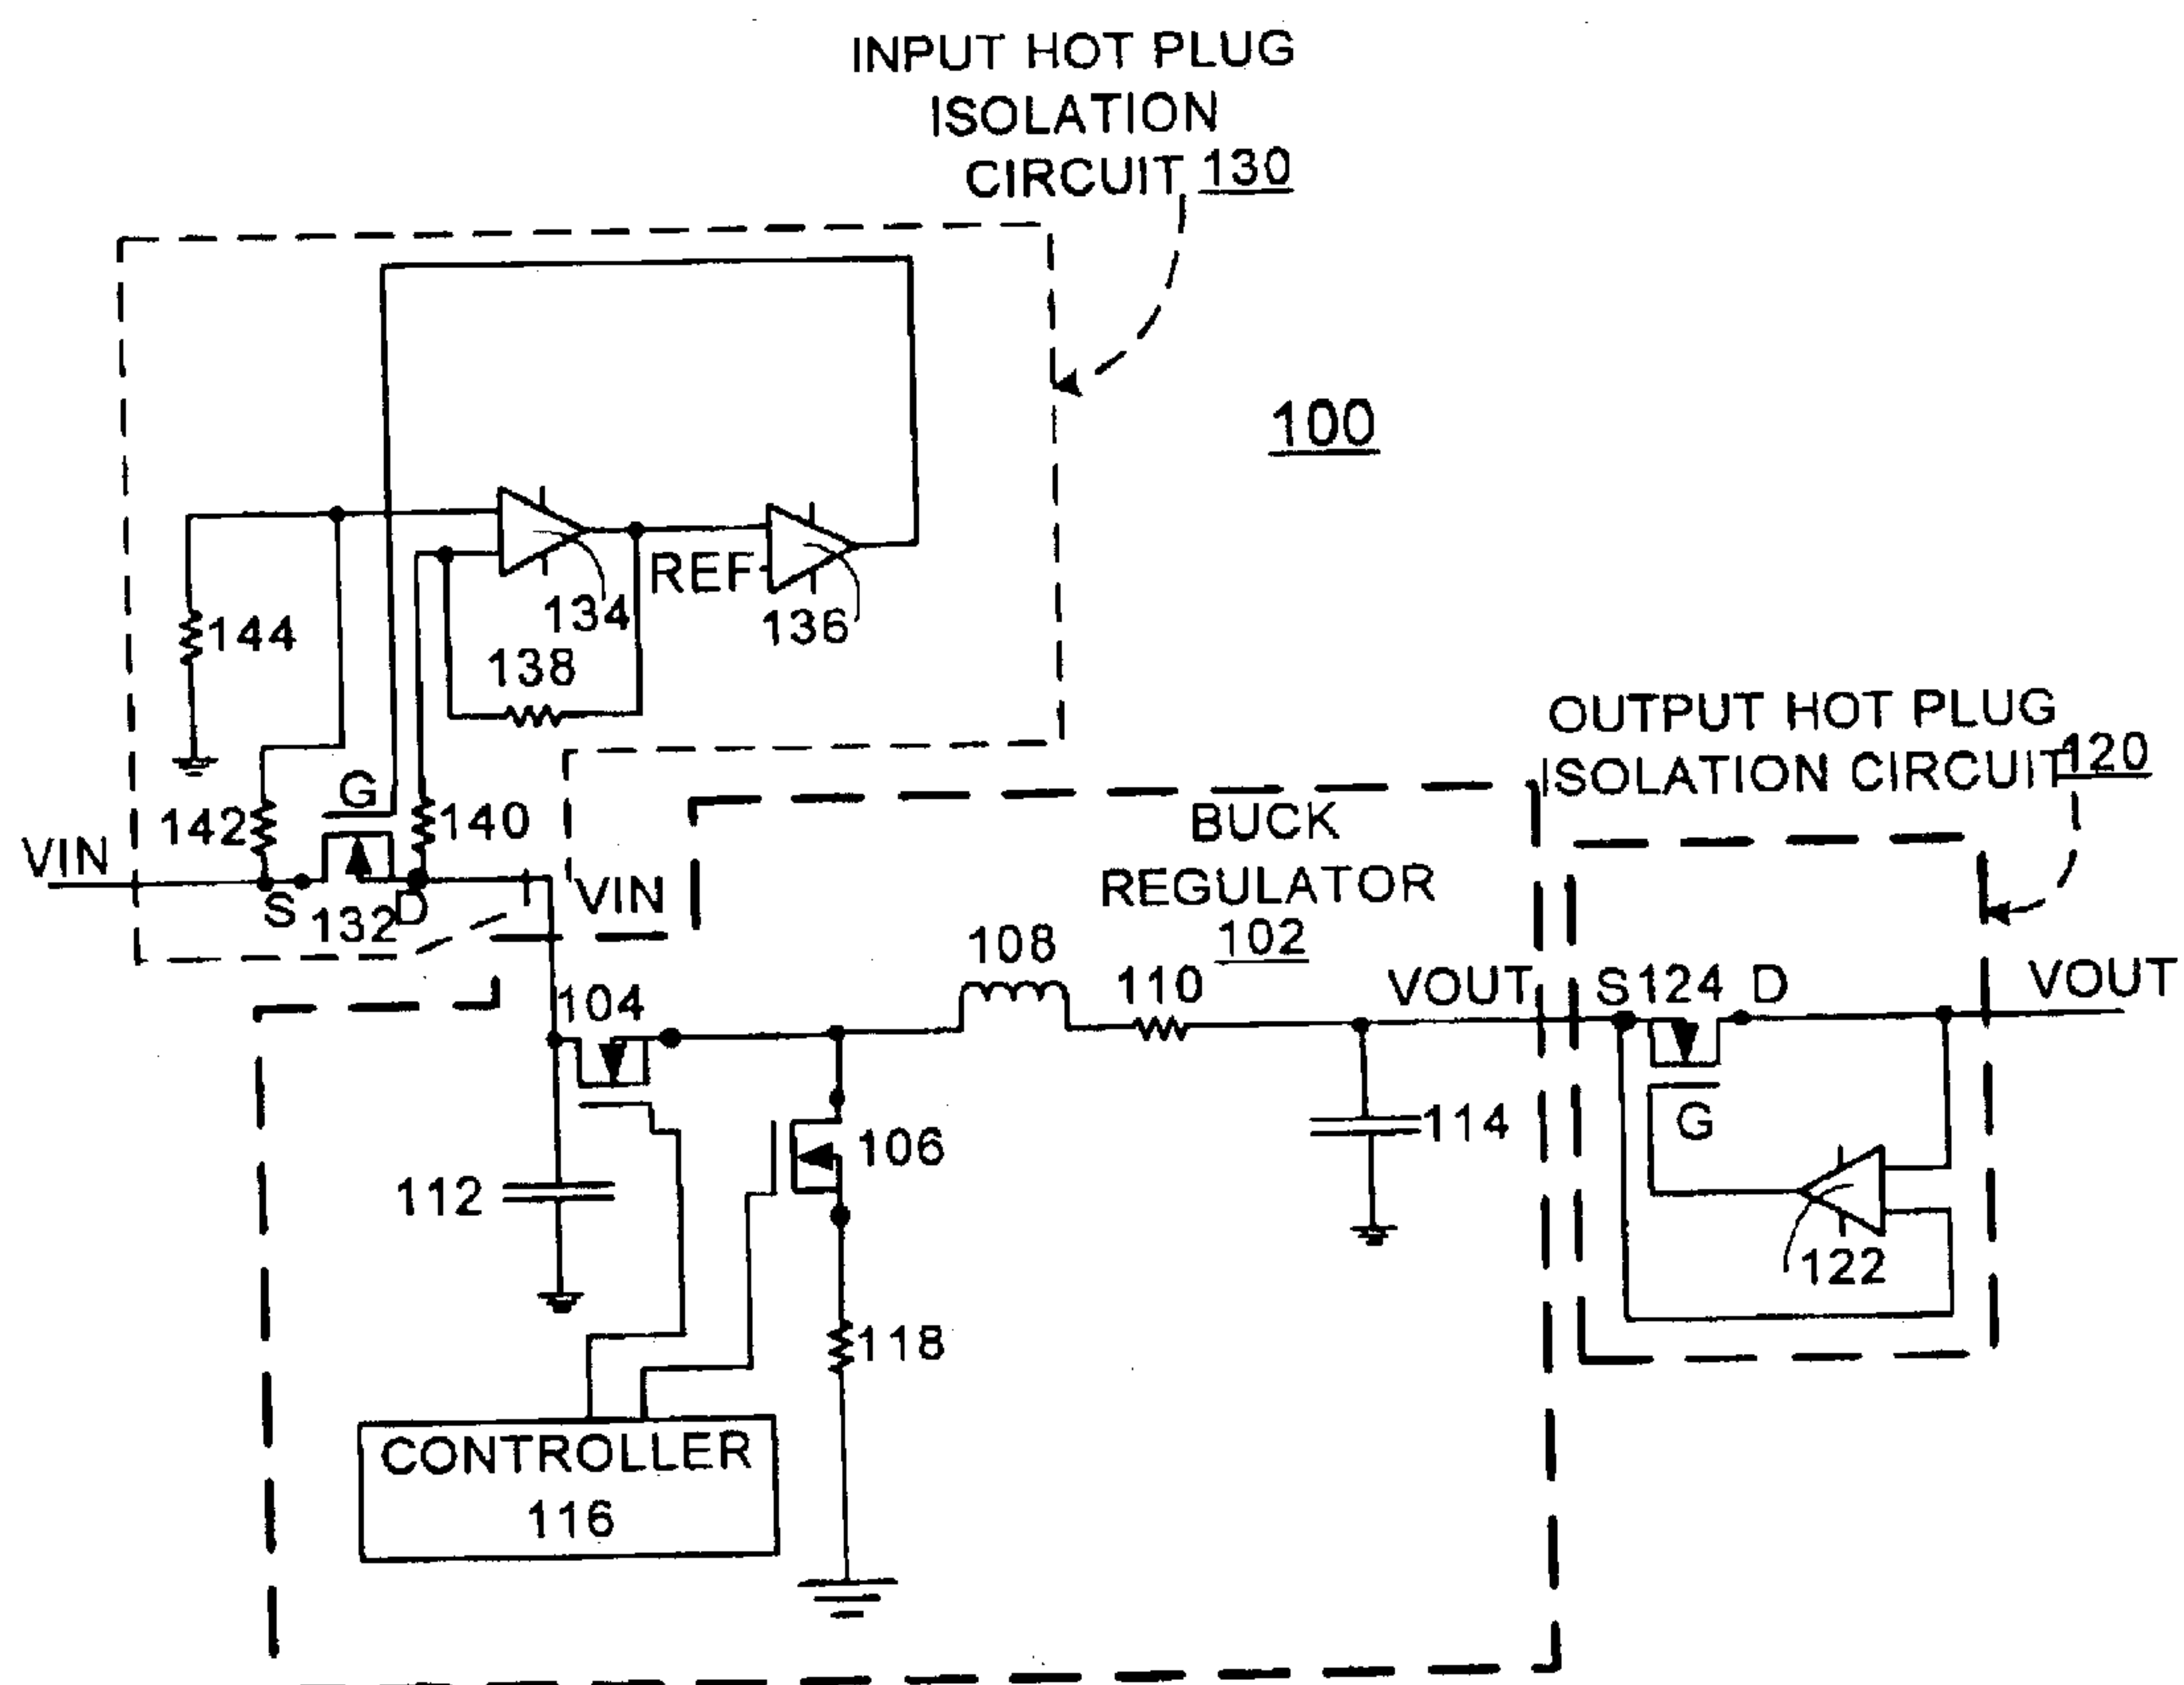 INPUT HOT PLUG
ISOLATION
CIRCUIT 130
100
134
REF
136
144
138
OUTPUT HOT PLUG
ISOLATION CIRCUIT 120
G
142
140
BUCK
REGULATOR
102
VIN
S 132 D
VIN
108
110
VOUT
S 124 D
VOUT
104
106
114
G
112
122
118
CONTROLLER
116